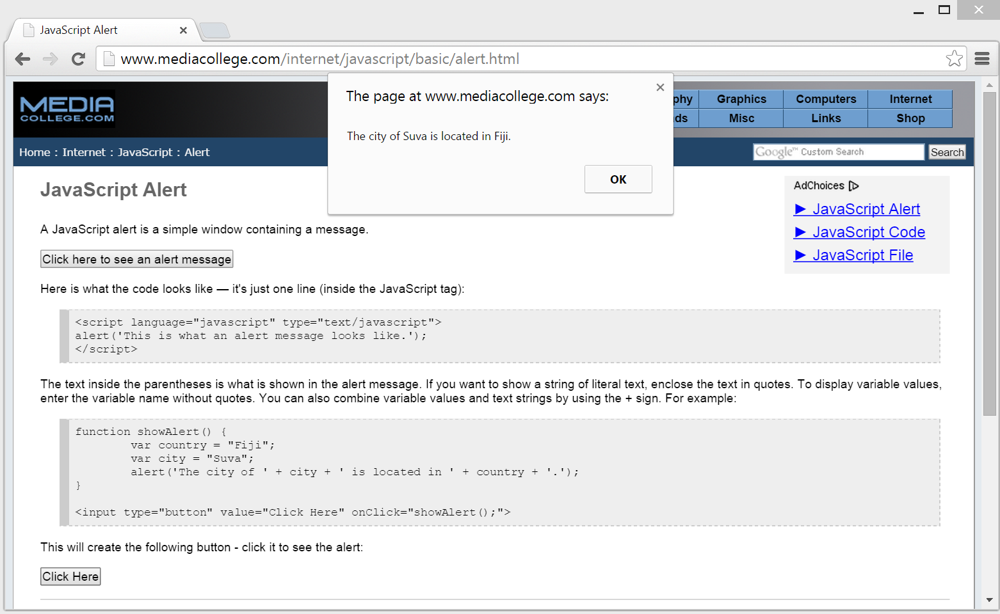 JavaScript Alert
www.mediacollege.com/internet/javascript/basic/alert.html
MEDIA
COLLEGE.COM
phy Graphics Computers Internet
ds Misc Links Shop
The page at www.mediacollege.com says:
The city of Suva is located in Fiji.
OK
Home : Internet : JavaScript : Alert
Google™ Custom Search Search
JavaScript Alert
AdChoices
► JavaScript Alert
► JavaScript Code
► JavaScript File
A JavaScript alert is a simple window containing a message.
Click here to see an alert message
Here is what the code looks like — it's just one line (inside the JavaScript tag):
<script language="javascript" type="text/javascript">
alert('This is what an alert message looks like.');
</script>
The text inside the parentheses is what is shown in the alert message. If you want to show a string of literal text, enclose the text in quotes. To display variable values,
enter the variable name without quotes. You can also combine variable values and text strings by using the + sign. For example:
function showAlert() {
var country = "Fiji";
var city = "Suva";
alert('The city of ' + city + ' is located in ' + country + '.');
}
<input type="button" value="Click Here" onClick="showAlert();">
This will create the following button - click it to see the alert:
Click Here